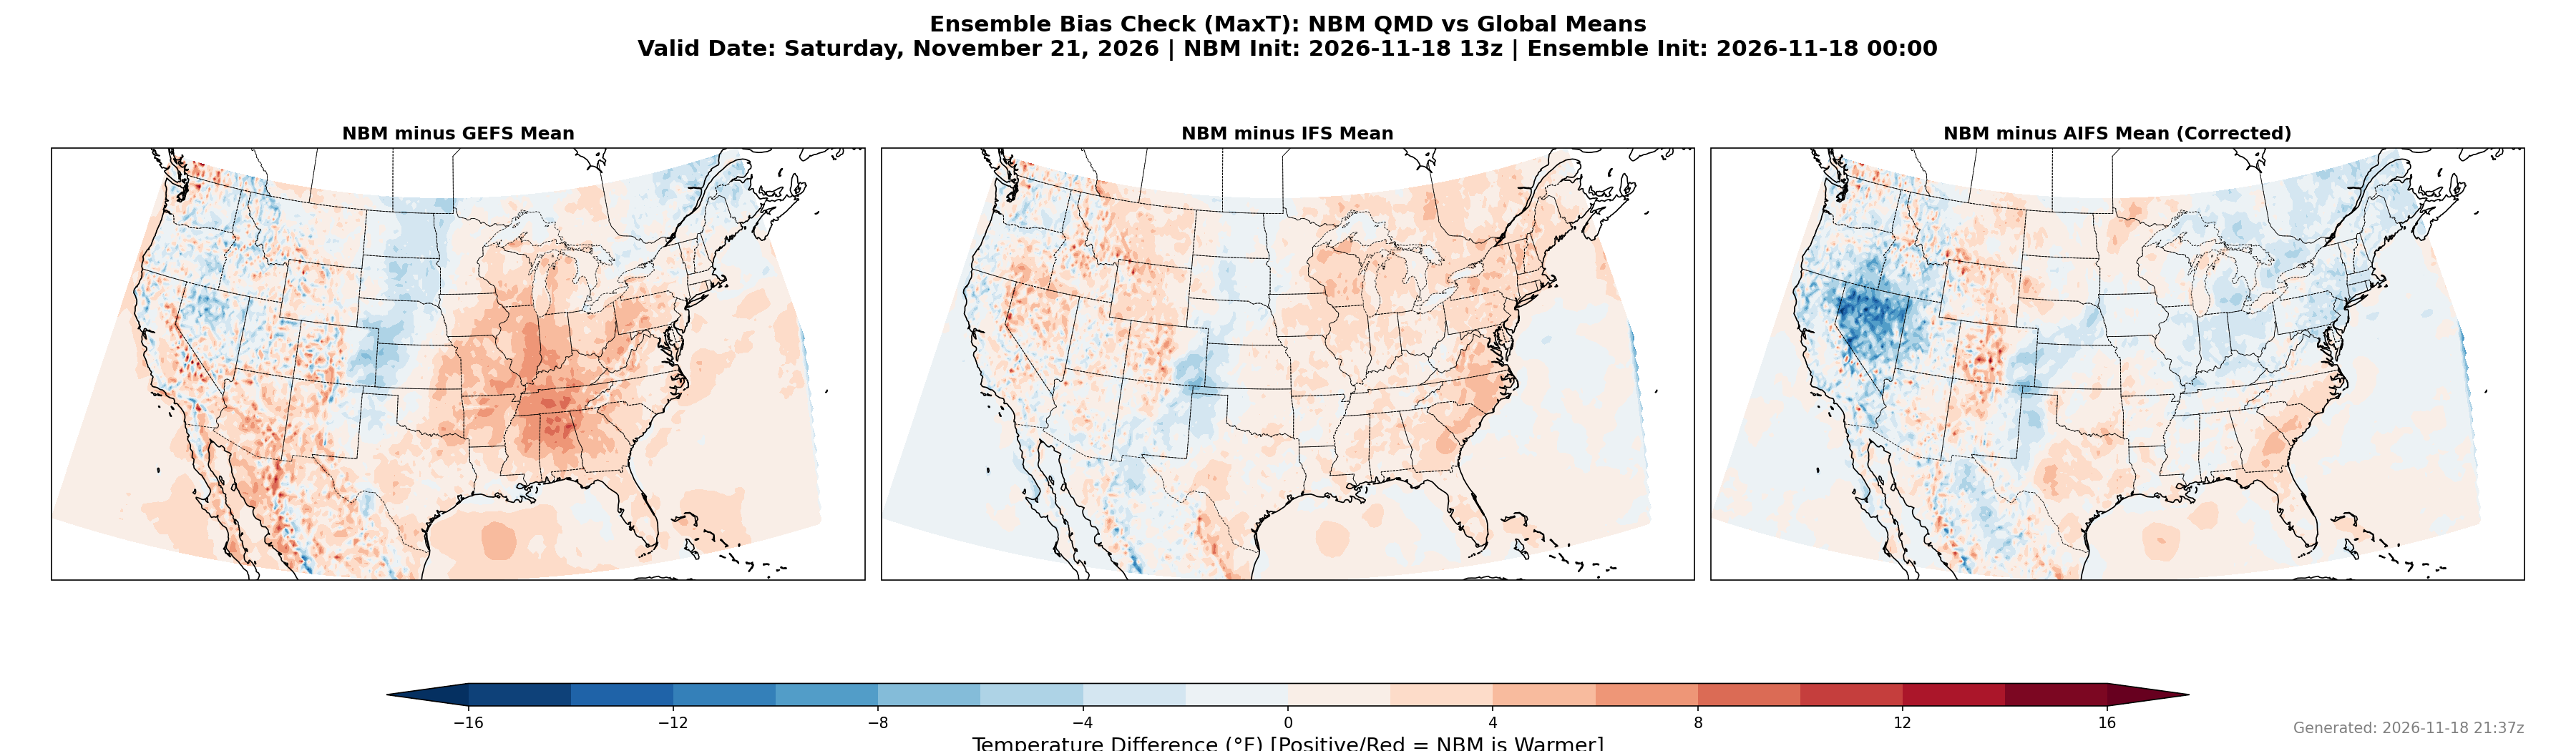 Ensemble Bias Check (MaxT): NBM QMD vs Global Means
Valid Date: Saturday, November 21, 2026 | NBM Init: 2026-11-18 13z | Ensemble Init: 2026-11-18 00:00
NBM minus GEFS Mean
NBM minus IFS Mean
NBM minus AIFS Mean (Corrected)
−16 −12 −8 −4 0 4 8 12 16
Generated: 2026-11-18 21:37z
Temperature Difference (°F) [Positive/Red = NBM is Warmer]